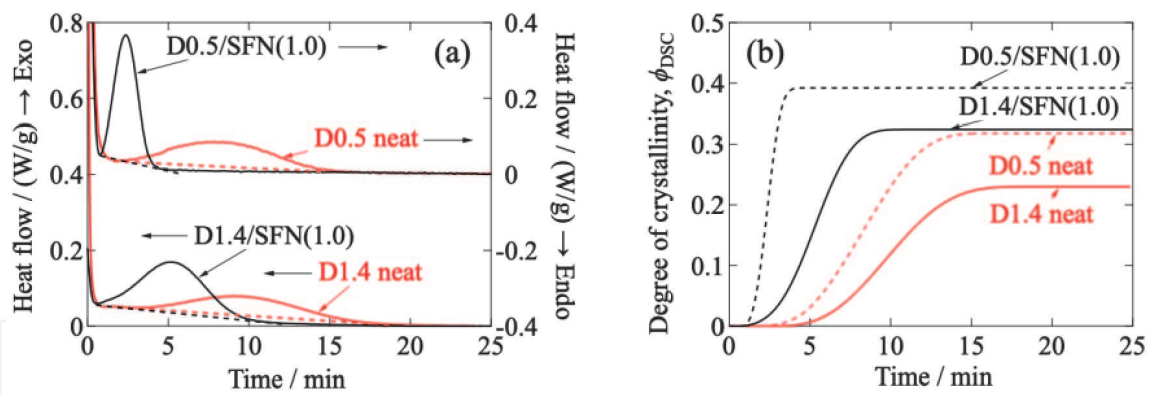 0.8
0.6
0.4
0.2
0
Heat flow / (W/g) → Exo
0 5 10 15 20 25
Time / min
0.4
0.2
0
-0.2
-0.4
Heat flow / (W/g) → Endo
(a)
D0.5/SFN(1.0)
D0.5 neat
D1.4/SFN(1.0)
D1.4 neat
0.5
0.4
0.3
0.2
0.1
0
Degree of crystallinity, ϕDSC
0 5 10 15 20 25
Time / min
(b)
D0.5/SFN(1.0)
D1.4/SFN(1.0)
D0.5 neat
D1.4 neat